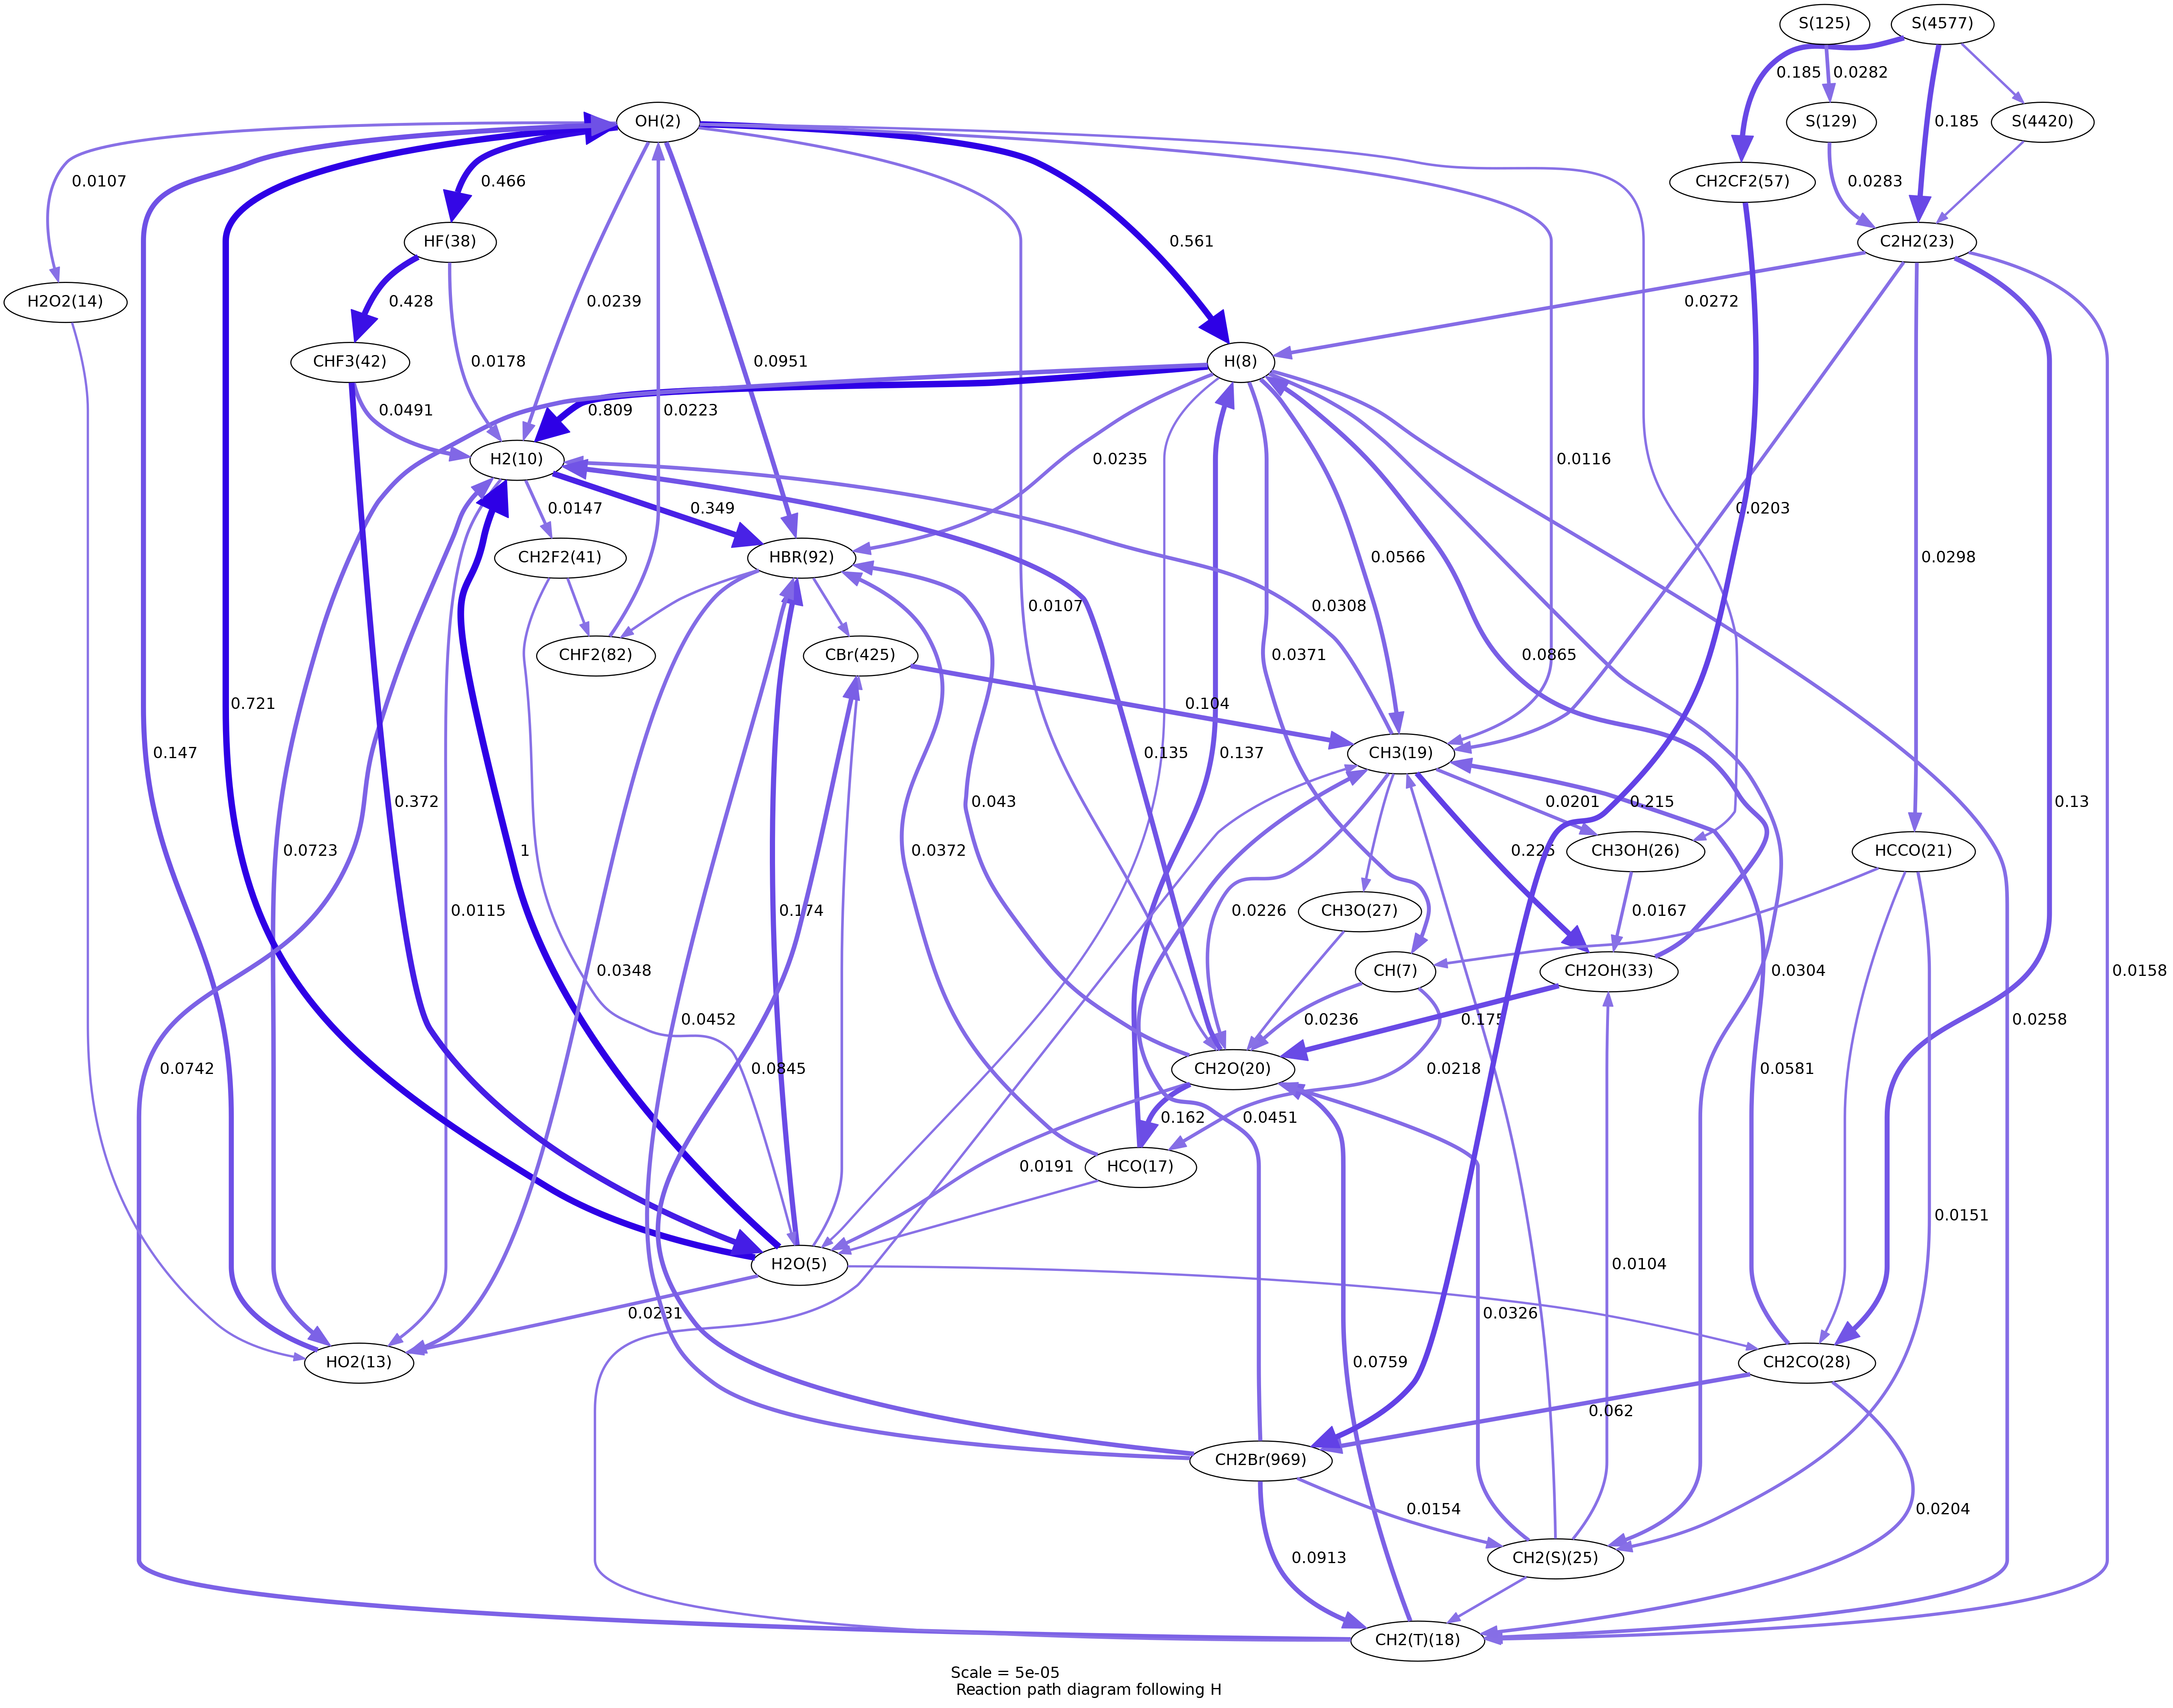 S(125)
S(4577)
0.185
0.0282
OH(2)
S(129)
0.185
S(4420)
0.0107
0.466
CH2CF2(57)
0.0283
HF(38)
0.561
C2H2(23)
H2O2(14)
0.428
0.0239
0.0272
CHF3(42)
0.0178
0.0951
H(8)
0.0491
0.809
0.0223
H2(10)
0.0235
0.0116
0.0147
0.349
0.0203
CH2F2(41)
HBR(92)
0.0566
0.0298
0.0107
0.0308
CHF2(82)
CBr(425)
0.0371
0.0865
0.721
0.104
0.147
0.135
0.137
CH3(19)
0.372
0.043
0.0201
0.215
0.13
0.0723
1
0.0372
0.226
CH3OH(26)
HCCO(21)
0.0115
0.174
0.0226
CH3O(27)
0.0167
0.0348
CH(7)
CH2OH(33)
0.0304
0.0158
0.0452
0.0236
0.175
0.0258
0.0742
0.0845
CH2O(20)
0.0218
0.0581
0.162
0.0451
0.0191
HCO(17)
0.0151
H2O(5)
0.0104
0.0231
0.0326
HO2(13)
0.0759
CH2CO(28)
0.062
CH2Br(969)
0.0154
0.0204
0.0913
CH2(S)(25)
CH2(T)(18)
Scale = 5e-05
Reaction path diagram following H